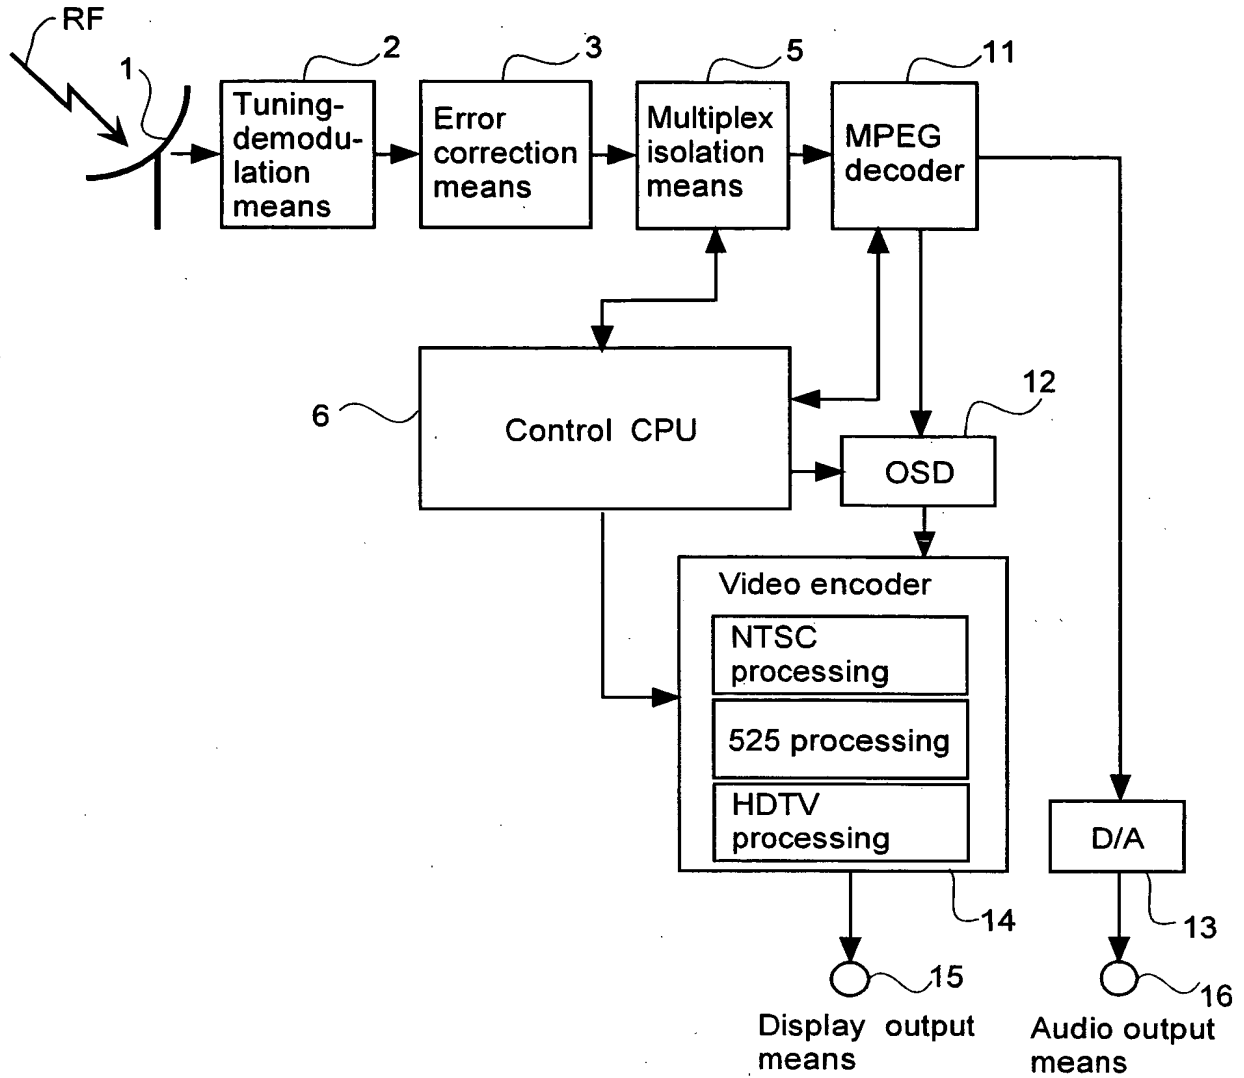 RF
1
2
3
5
11
Tuning-
demodu-
lation
means
Error
correction
means
Multiplex
isolation
means
MPEG
decoder
6
Control CPU
12
OSD
Video encoder
NTSC
processing
525 processing
HDTV
processing
D/A
14
13
15
16
Display output
means
Audio output
means